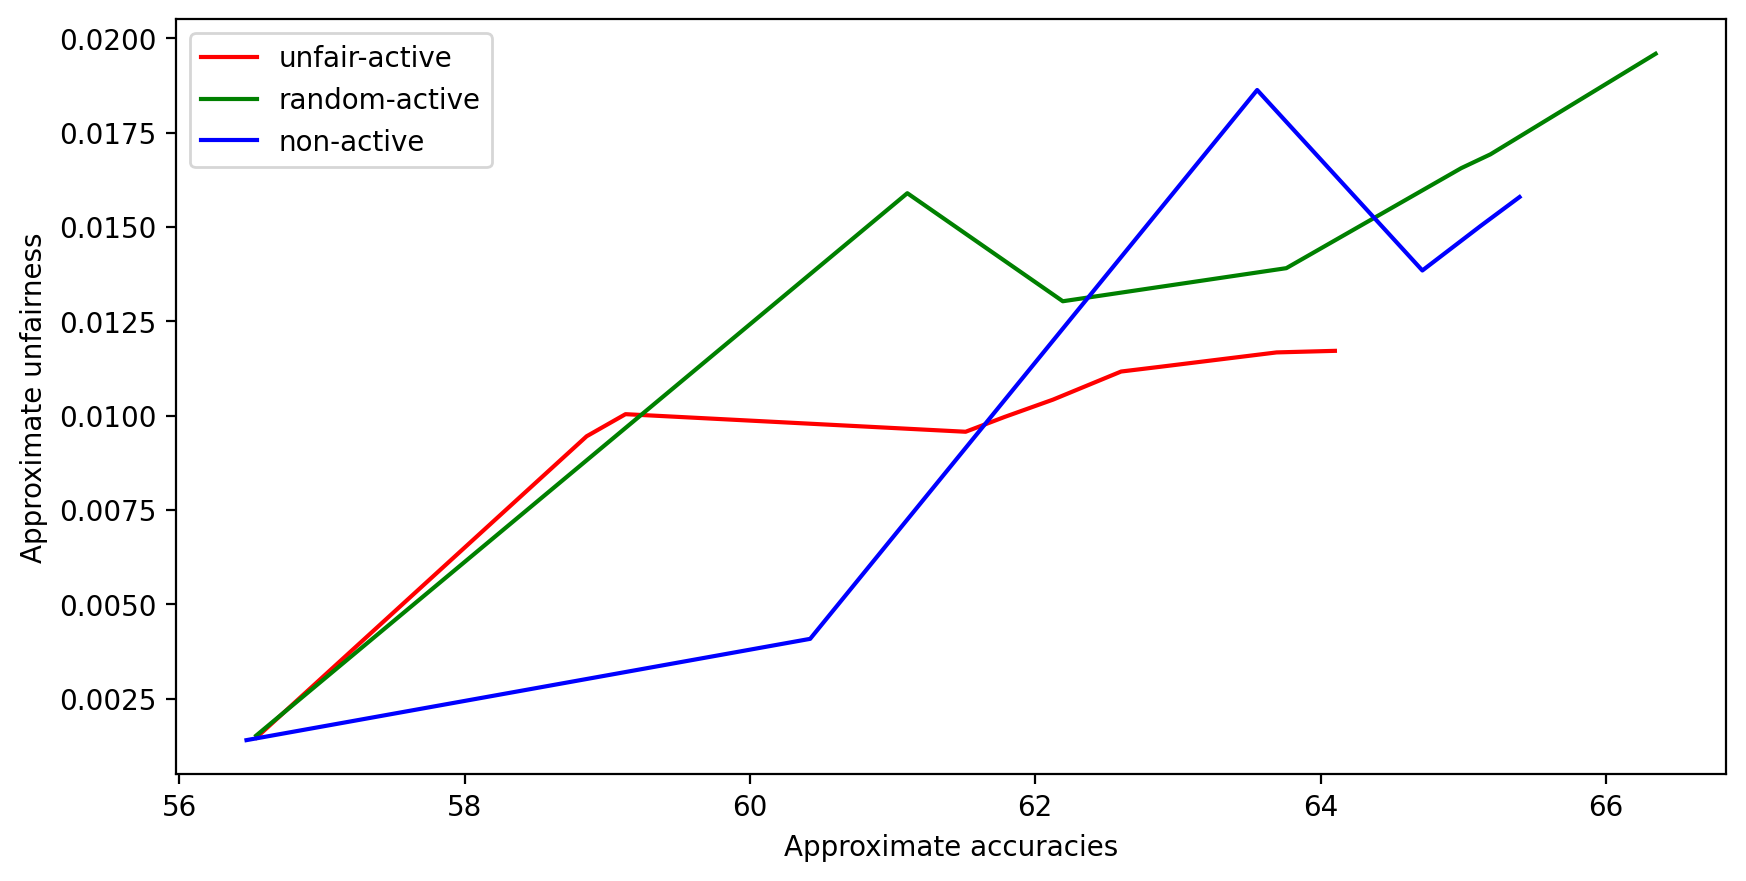 unfair-active
random-active
non-active
0.0200
0.0175
0.0150
0.0125
0.0100
0.0075
0.0050
0.0025
Approximate unfairness
56 58 60 62 64 66
Approximate accuracies